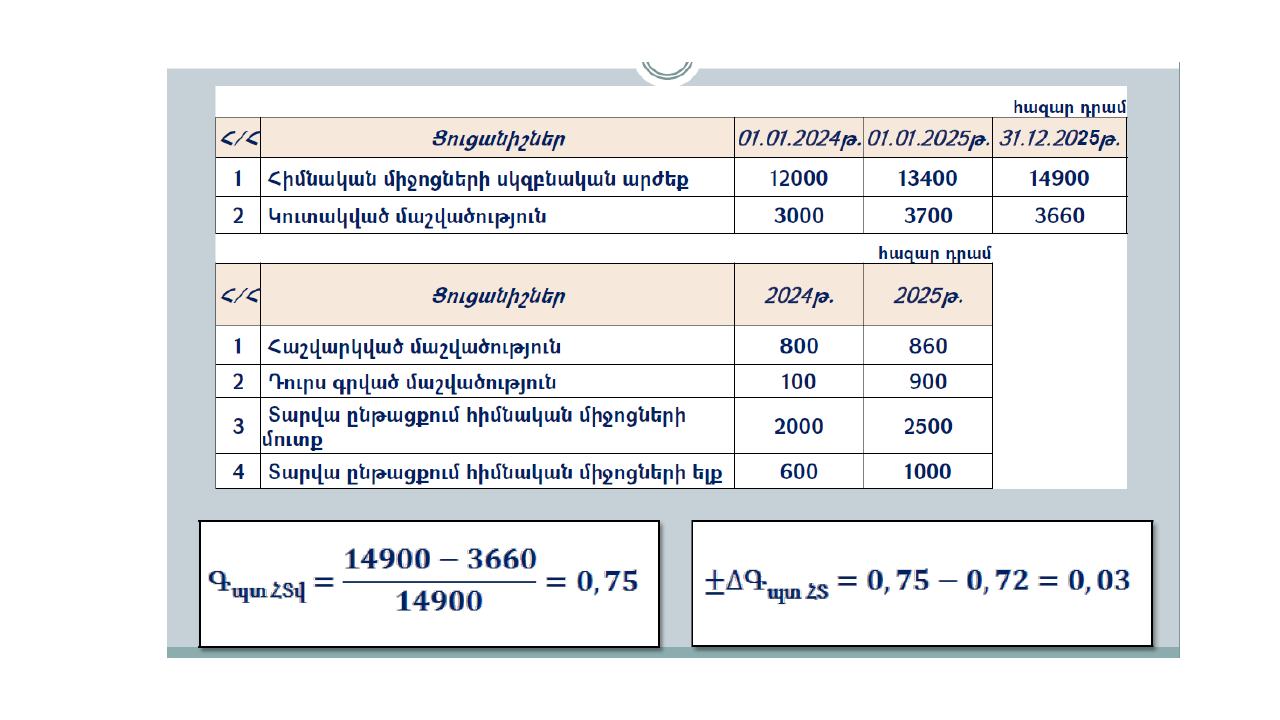 հազար դրամ
Հ/Հ Ցուցանիշներ 01.01.2024թ. 01.01.2025թ. 31.12.2025թ.
1 Հիմնական միջոցների սկզբնական արժեք 12000 13400 14900
2 Կուտակված մաշվածություն 3000 3700 3660
հազար դրամ
Հ/Հ Ցուցանիշներ 2024թ. 2025թ.
1 Հաշվարկված մաշվածություն 800 860
2 Դուրս գրված մաշվածություն 100 900
3 Տարվա ընթացքում հիմնական միջոցների մուտք 2000 2500
4 Տարվա ընթացքում հիմնական միջոցների ելք 600 1000
Գպտ ՀՏվ = (14900 − 3660) / 14900 = 0,75
±ΔԳպտ ՀՏ = 0,75 − 0,72 = 0,03